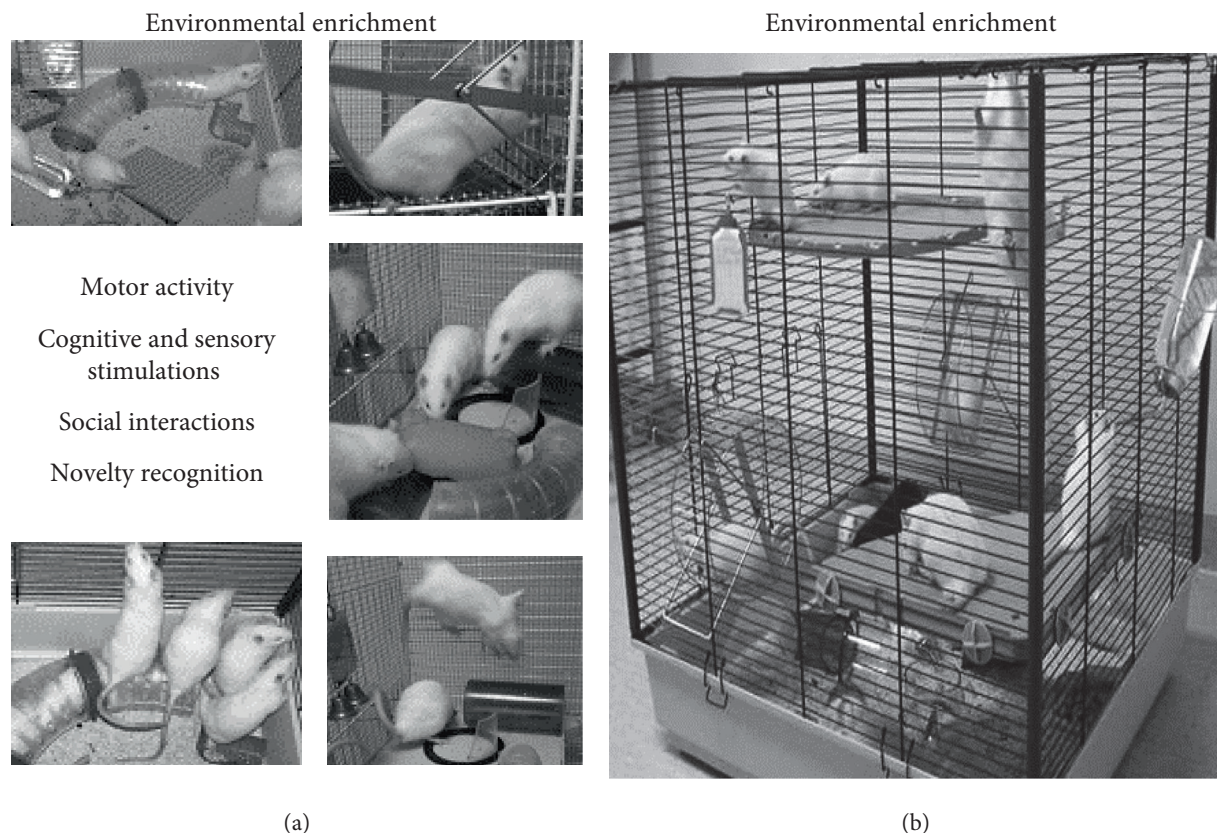 Environmental enrichment
Environmental enrichment
Motor activity
Cognitive and sensory
stimulations
Social interactions
Novelty recognition
(a)
(b)